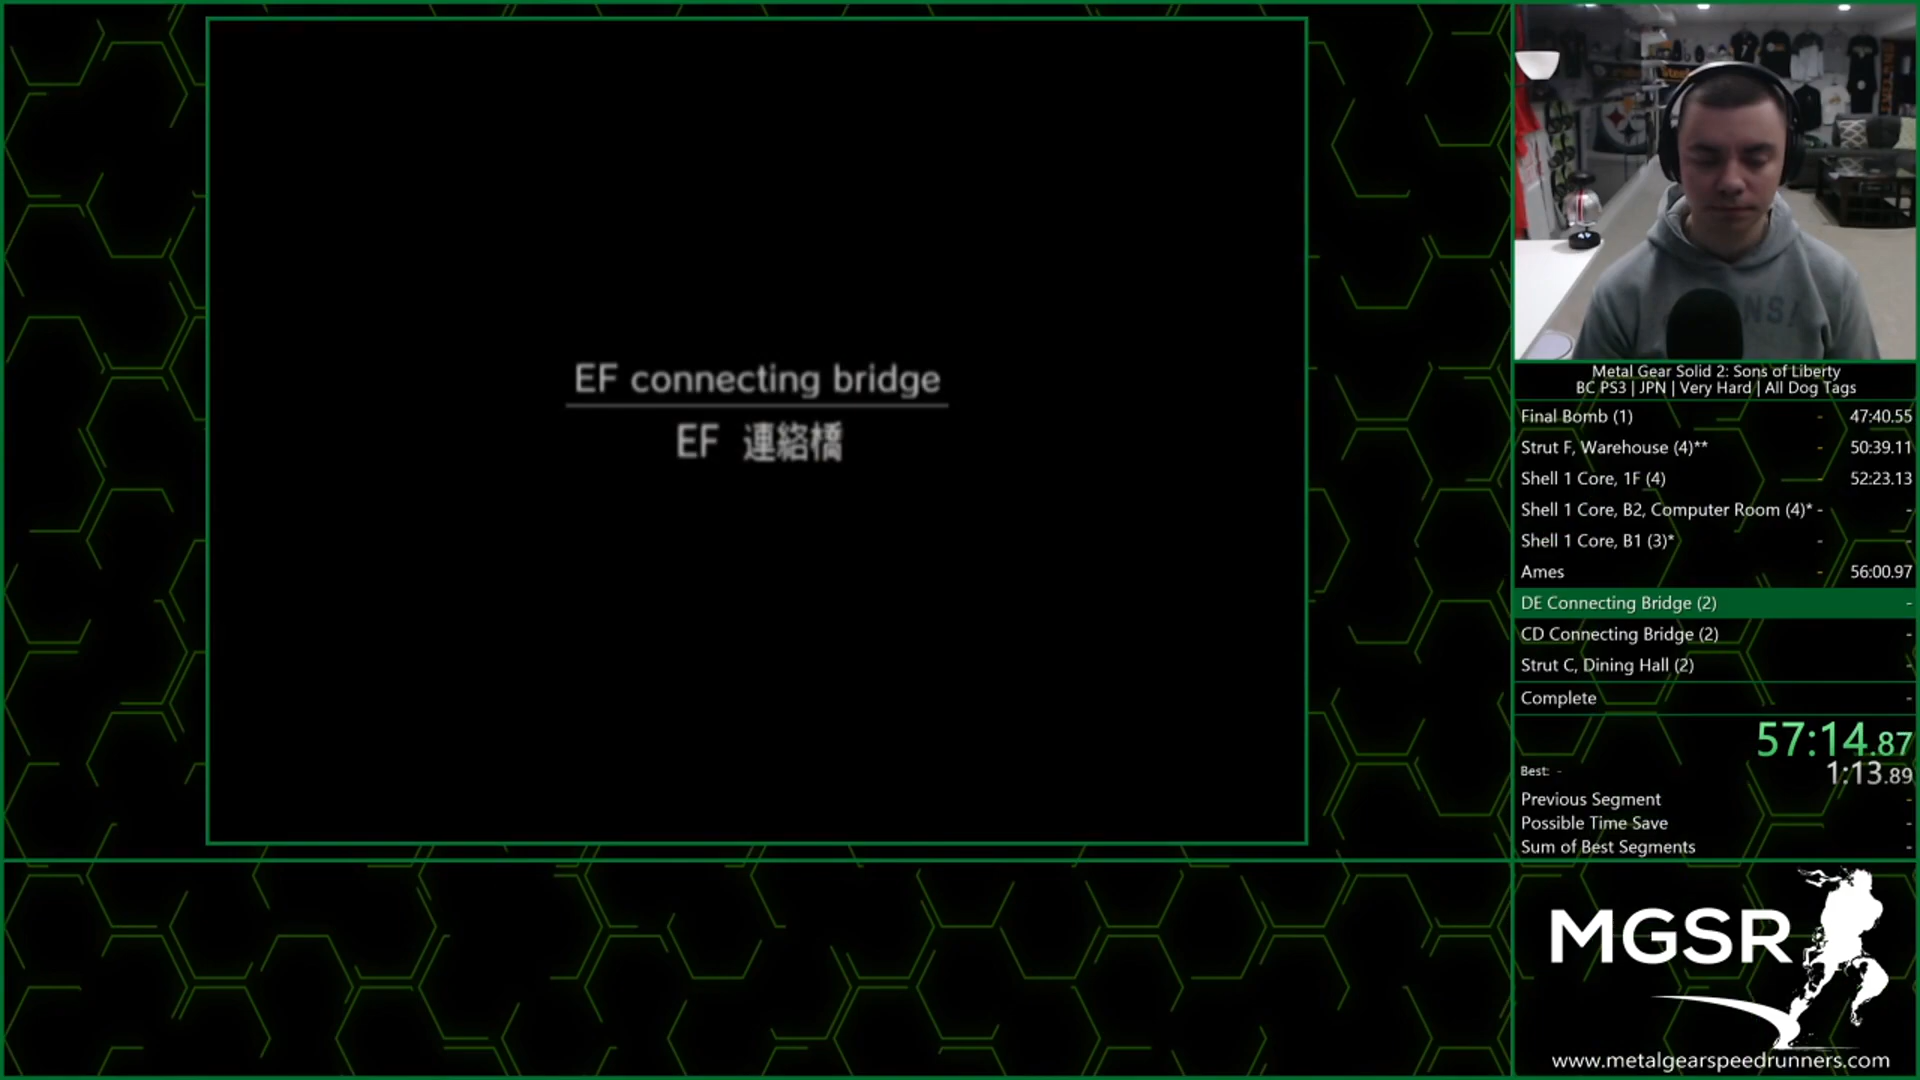 EF connecting bridge
EF 連絡橋
Metal Gear Solid 2: Sons of Liberty
BC PS3 | JPN | Very Hard | All Dog Tags
Final Bomb (1) - 47:40.55
Strut F, Warehouse (4)** - 50:39.11
Shell 1 Core, 1F (4) - 52:23.13
Shell 1 Core, B2, Computer Room (4)* - -
Shell 1 Core, B1 (3)* - -
Ames - 56:00.97
DE Connecting Bridge (2) -
CD Connecting Bridge (2) -
Strut C, Dining Hall (2) -
Complete -
57:14.87
Best: - 1:13.89
Previous Segment -
Possible Time Save -
Sum of Best Segments -
MGSR
www.metalgearspeedrunners.com